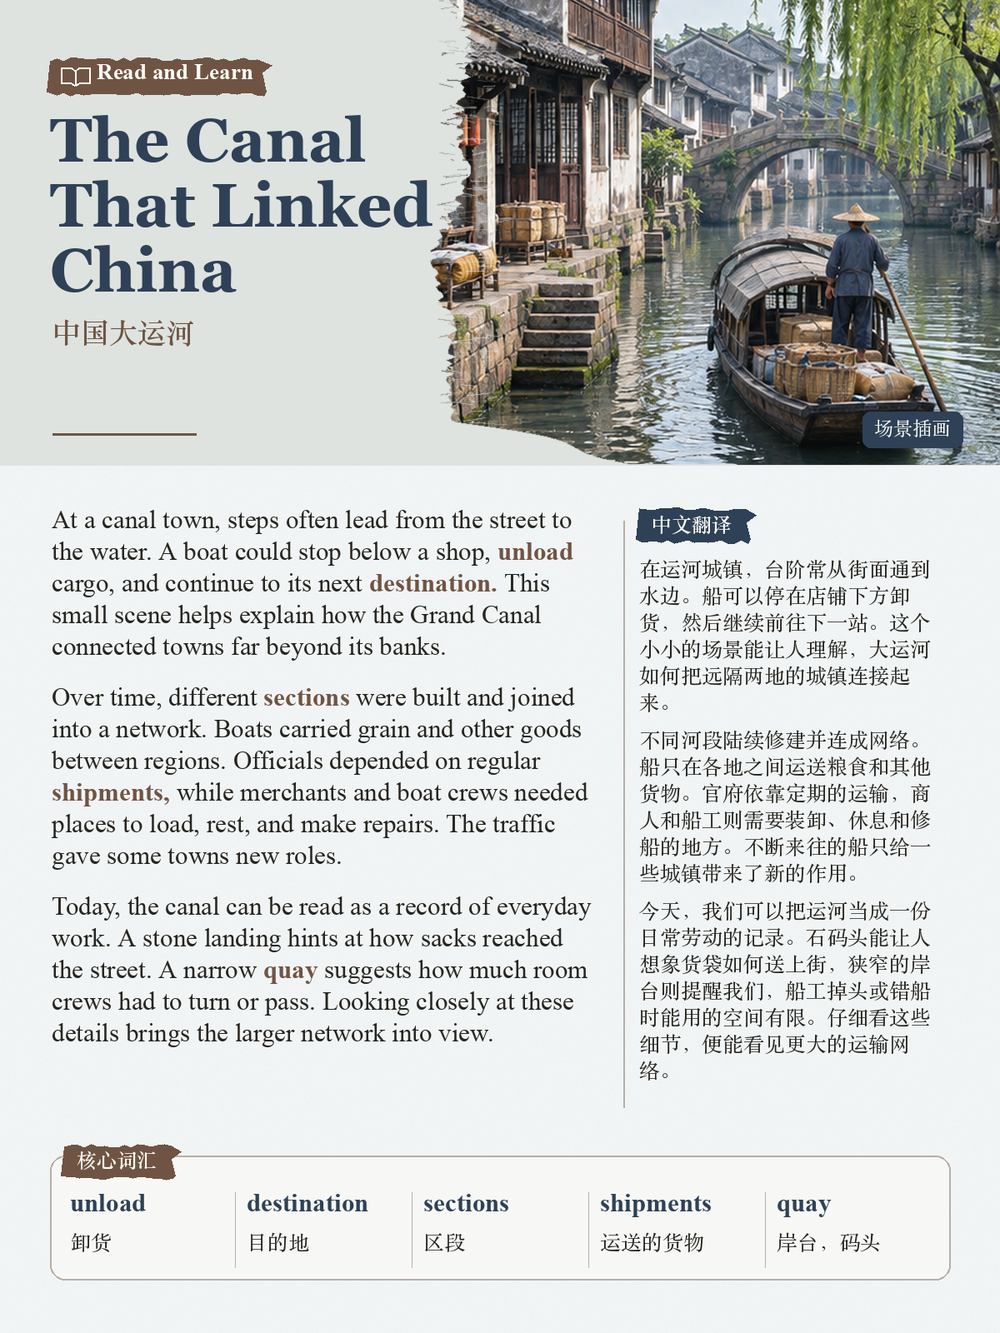 Read and Learn
The Canal
That Linked
China
中国大运河
场景插画
At a canal town, steps often lead from the street to
the water. A boat could stop below a shop, unload
cargo, and continue to its next destination. This
small scene helps explain how the Grand Canal
connected towns far beyond its banks.
Over time, different sections were built and joined
into a network. Boats carried grain and other goods
between regions. Officials depended on regular
shipments, while merchants and boat crews needed
places to load, rest, and make repairs. The traffic
gave some towns new roles.
Today, the canal can be read as a record of everyday
work. A stone landing hints at how sacks reached
the street. A narrow quay suggests how much room
crews had to turn or pass. Looking closely at these
details brings the larger network into view.
中文翻译
在运河城镇，台阶常从街面通到
水边。船可以停在店铺下方卸
货，然后继续前往下一站。这个
小小的场景能让人理解，大运河
如何把远隔两地的城镇连接起
来。
不同河段陆续修建并连成网络。
船只在各地之间运送粮食和其他
货物。官府依靠定期的运输，商
人和船工则需要装卸、休息和修
船的地方。不断来往的船只给一
些城镇带来了新的作用。
今天，我们可以把运河当成一份
日常劳动的记录。石码头能让人
想象货袋如何送上街，狭窄的岸
台则提醒我们，船工掉头或错船
时能用的空间有限。仔细看这些
细节，便能看见更大的运输网
络。
核心词汇
unload
卸货
destination
目的地
sections
区段
shipments
运送的货物
quay
岸台，码头